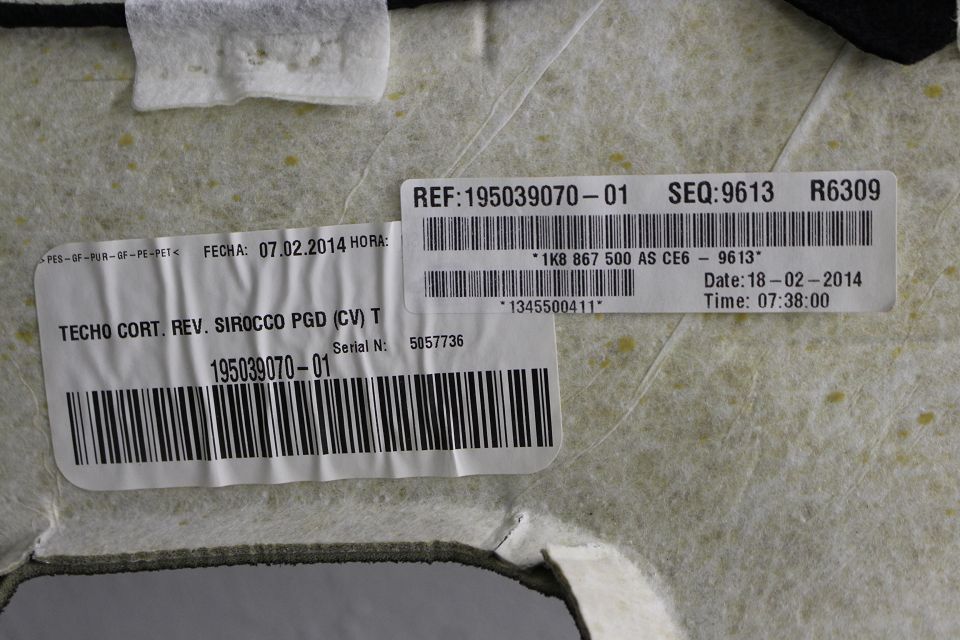 REF:195039070-01 SEQ:9613 R6309
*1K8 867 500 AS CE6 - 9613*
Date:18-02-2014
*1345500411*
Time: 07:38:00
>PES-GF-PUR-GF-PE-PET< FECHA: 07.02.2014 HORA:
TECHO CORT. REV. SIROCCO PGD (CV) T
Serial N: 5057736
195039070-01